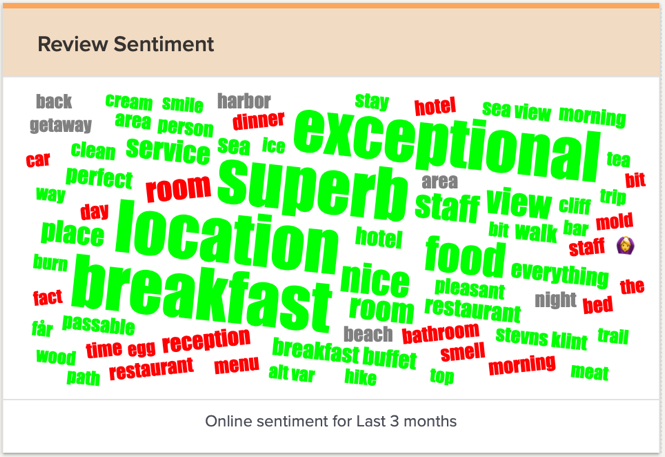 Review Sentiment
back cream smile harbor stay hotel sea view morning
getaway area person dinner exceptional
car clean service sea ice tea
perfect room superb area bit
way staff view cliff trip
day location bit walk bar mold
place hotel food staff
burn breakfast nice everything
fact room pleasant the
restaurant night bed
får passable beach bathroom stevns klint trail
time egg reception
wood breakfast buffet smell morning
path restaurant menu alt var hike top meat
Online sentiment for Last 3 months